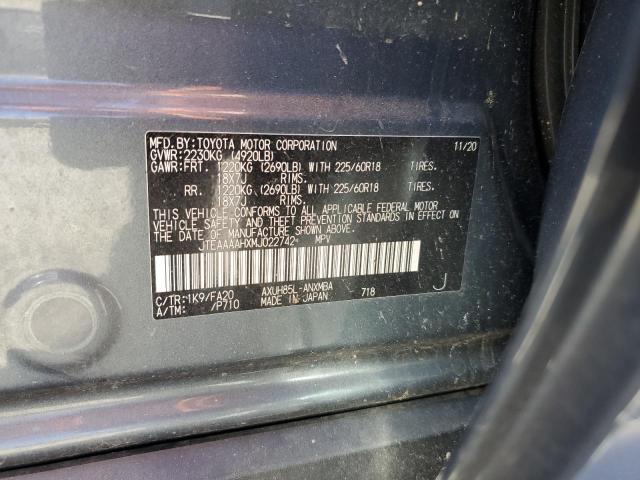 MFD.BY:TOYOTA MOTOR CORPORATION 11/20
GVWR:2230KG (4920LB)
GAWR:FRT. 1220KG (2690LB) WITH 225/60R18 TIRES.
18X7J RIMS.
RR. 1220KG (2690LB) WITH 225/60R18 TIRES.
18X7J RIMS.
THIS VEHICLE CONFORMS TO ALL APPLICABLE FEDERAL MOTOR
VEHICLE SAFETY AND THEFT PREVENTION STANDARDS IN EFFECT ON
THE DATE OF MANUFACTURE SHOWN ABOVE.
JTEAAAAHXMJ022742* MPV
C/TR:1K9/FA20 AXUH85L-ANXMBA
A/TM: /P710 MADE IN JAPAN 718 J